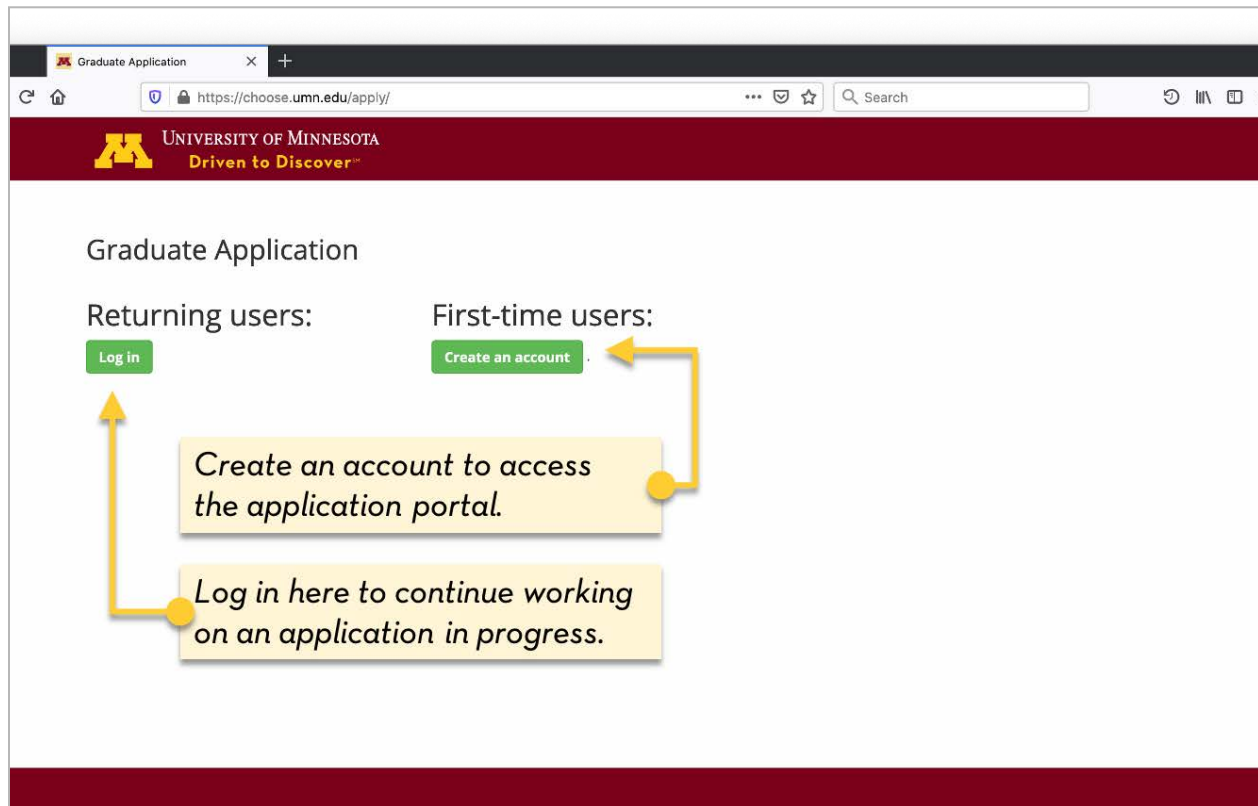 Graduate Application
https://choose.umn.edu/apply/
Search
UNIVERSITY OF MINNESOTA
Driven to Discover℠
Graduate Application
Returning users:
First-time users:
Log in
Create an account .
Create an account to access
the application portal.
Log in here to continue working
on an application in progress.